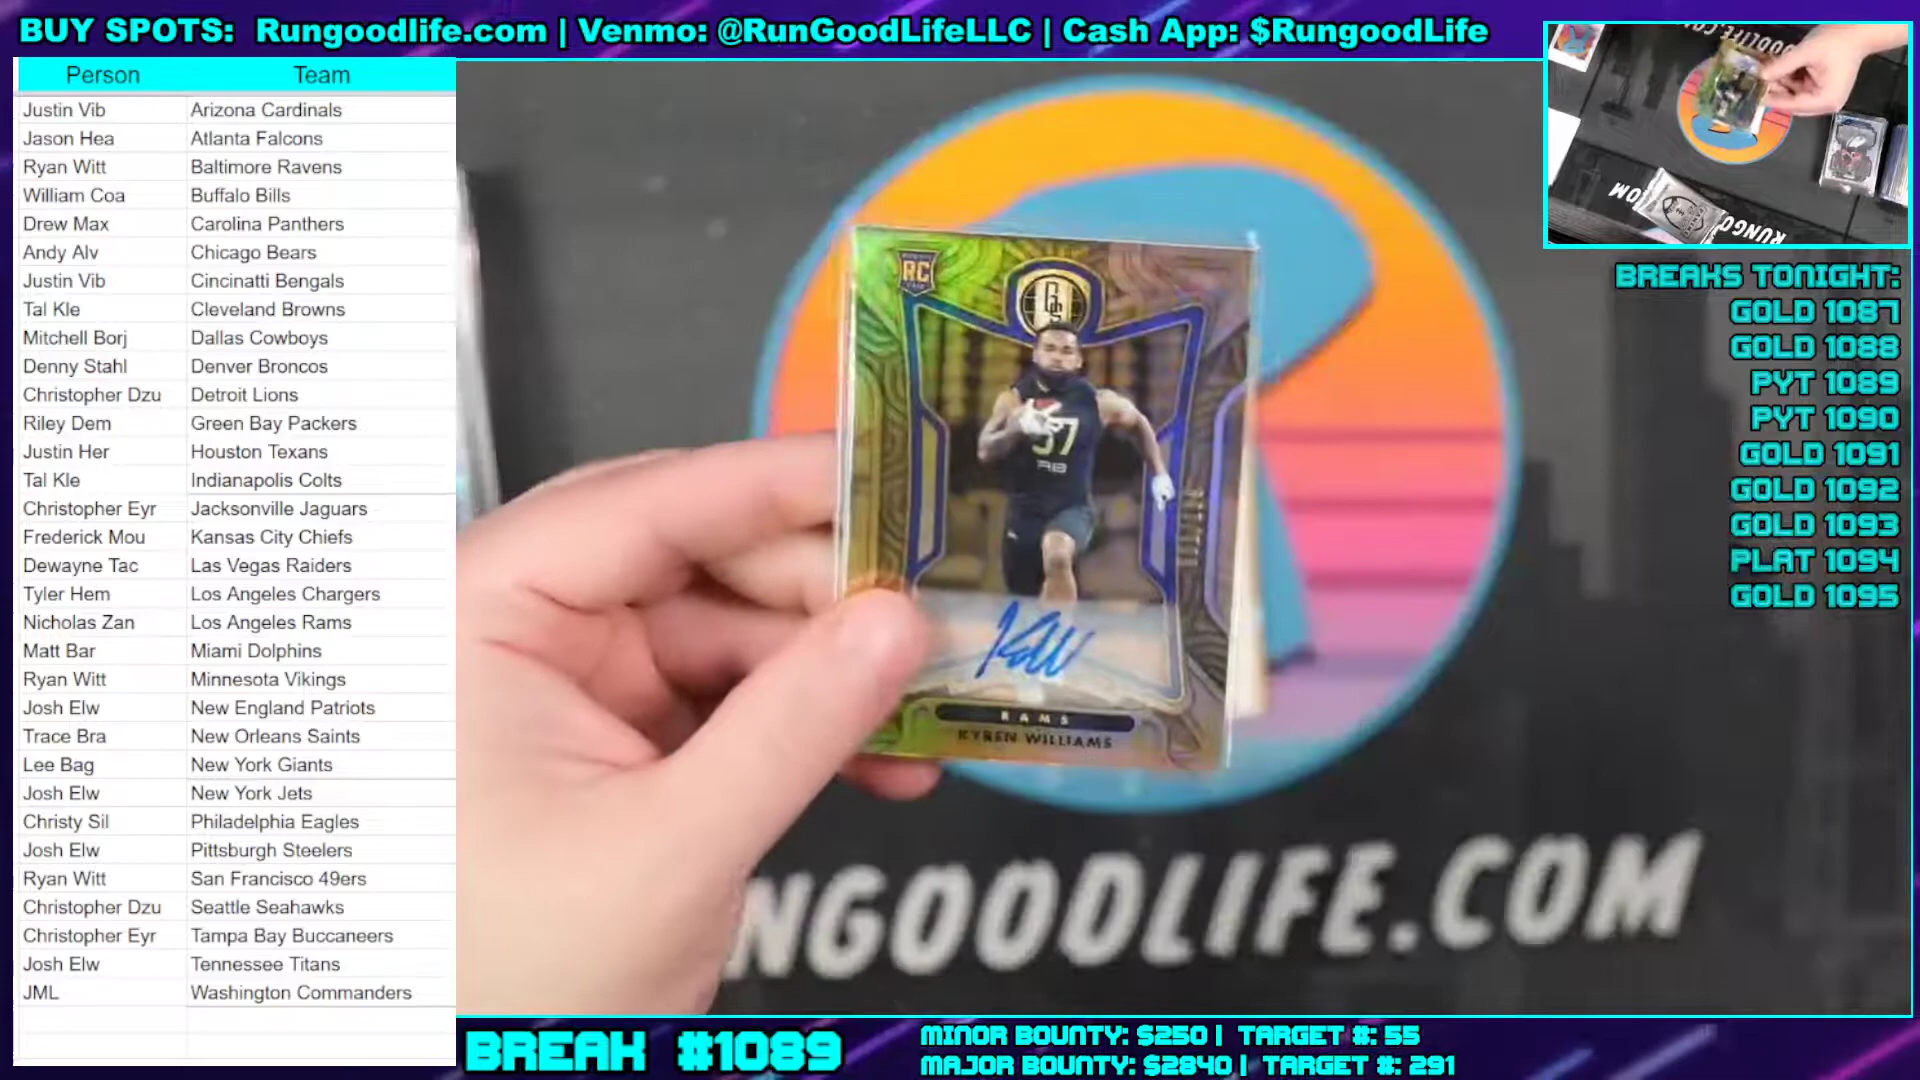 BUY SPOTS: Rungoodlife.com | Venmo: @RunGoodLifeLLC | Cash App: $RungoodLife
Person Team
Justin Vib Arizona Cardinals
Jason Hea Atlanta Falcons
Ryan Witt Baltimore Ravens
William Coa Buffalo Bills
Drew Max Carolina Panthers
Andy Alv Chicago Bears
Justin Vib Cincinatti Bengals
Tal Kle Cleveland Browns
Mitchell Borj Dallas Cowboys
Denny Stahl Denver Broncos
Christopher Dzu Detroit Lions
Riley Dem Green Bay Packers
Justin Her Houston Texans
Tal Kle Indianapolis Colts
Christopher Eyr Jacksonville Jaguars
Frederick Mou Kansas City Chiefs
Dewayne Tac Las Vegas Raiders
Tyler Hem Los Angeles Chargers
Nicholas Zan Los Angeles Rams
Matt Bar Miami Dolphins
Ryan Witt Minnesota Vikings
Josh Elw New England Patriots
Trace Bra New Orleans Saints
Lee Bag New York Giants
Josh Elw New York Jets
Christy Sil Philadelphia Eagles
Josh Elw Pittsburgh Steelers
Ryan Witt San Francisco 49ers
Christopher Dzu Seattle Seahawks
Christopher Eyr Tampa Bay Buccaneers
Josh Elw Tennessee Titans
JML Washington Commanders
RC
GS
37
RB
RAMS
KYREN WILLIAMS
NGOODLIFE.COM
BREAKS TONIGHT:
GOLD 1087
GOLD 1088
PYT 1089
PYT 1090
GOLD 1091
GOLD 1092
GOLD 1093
PLAT 1094
GOLD 1095
BREAK #1089
MINOR BOUNTY: $250 | TARGET #: 55
MAJOR BOUNTY: $2840 | TARGET #: 291